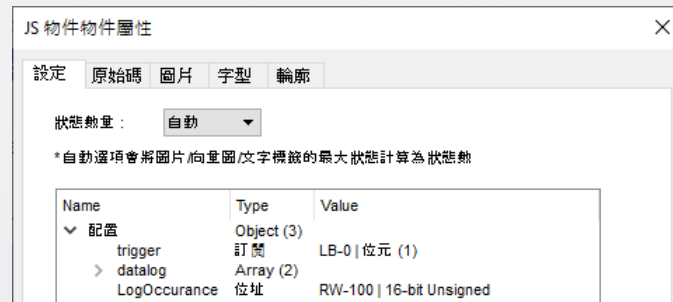 JS 物件物件屬性
設定 原始碼 圖片 字型 輪廓
狀態數量： 自動
*自動選項會將圖片/向量圖/文字標籤的最大狀態計算為狀態數
Name Type Value
配置 Object (3)
trigger 訂閱 LB-0 | 位元 (1)
datalog Array (2)
LogOccurance 位址 RW-100 | 16-bit Unsigned